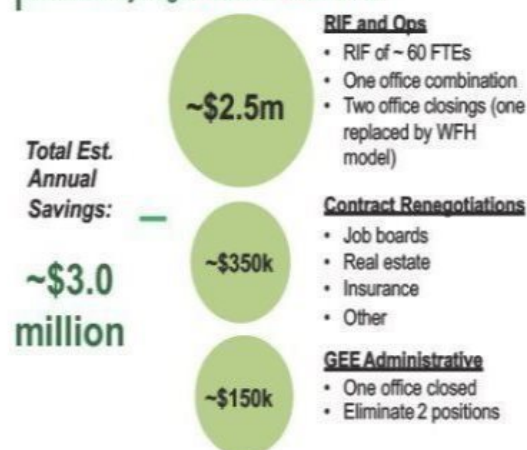 ~$2.5m
RIF and Ops
• RIF of ~ 60 FTEs
• One office combination
• Two office closings (one
replaced by WFH
model)
Total Est.
Annual
Savings:
~$3.0
million
~$350k
Contract Renegotiations
• Job boards
• Real estate
• Insurance
• Other
~$150k
GEE Administrative
• One office closed
• Eliminate 2 positions